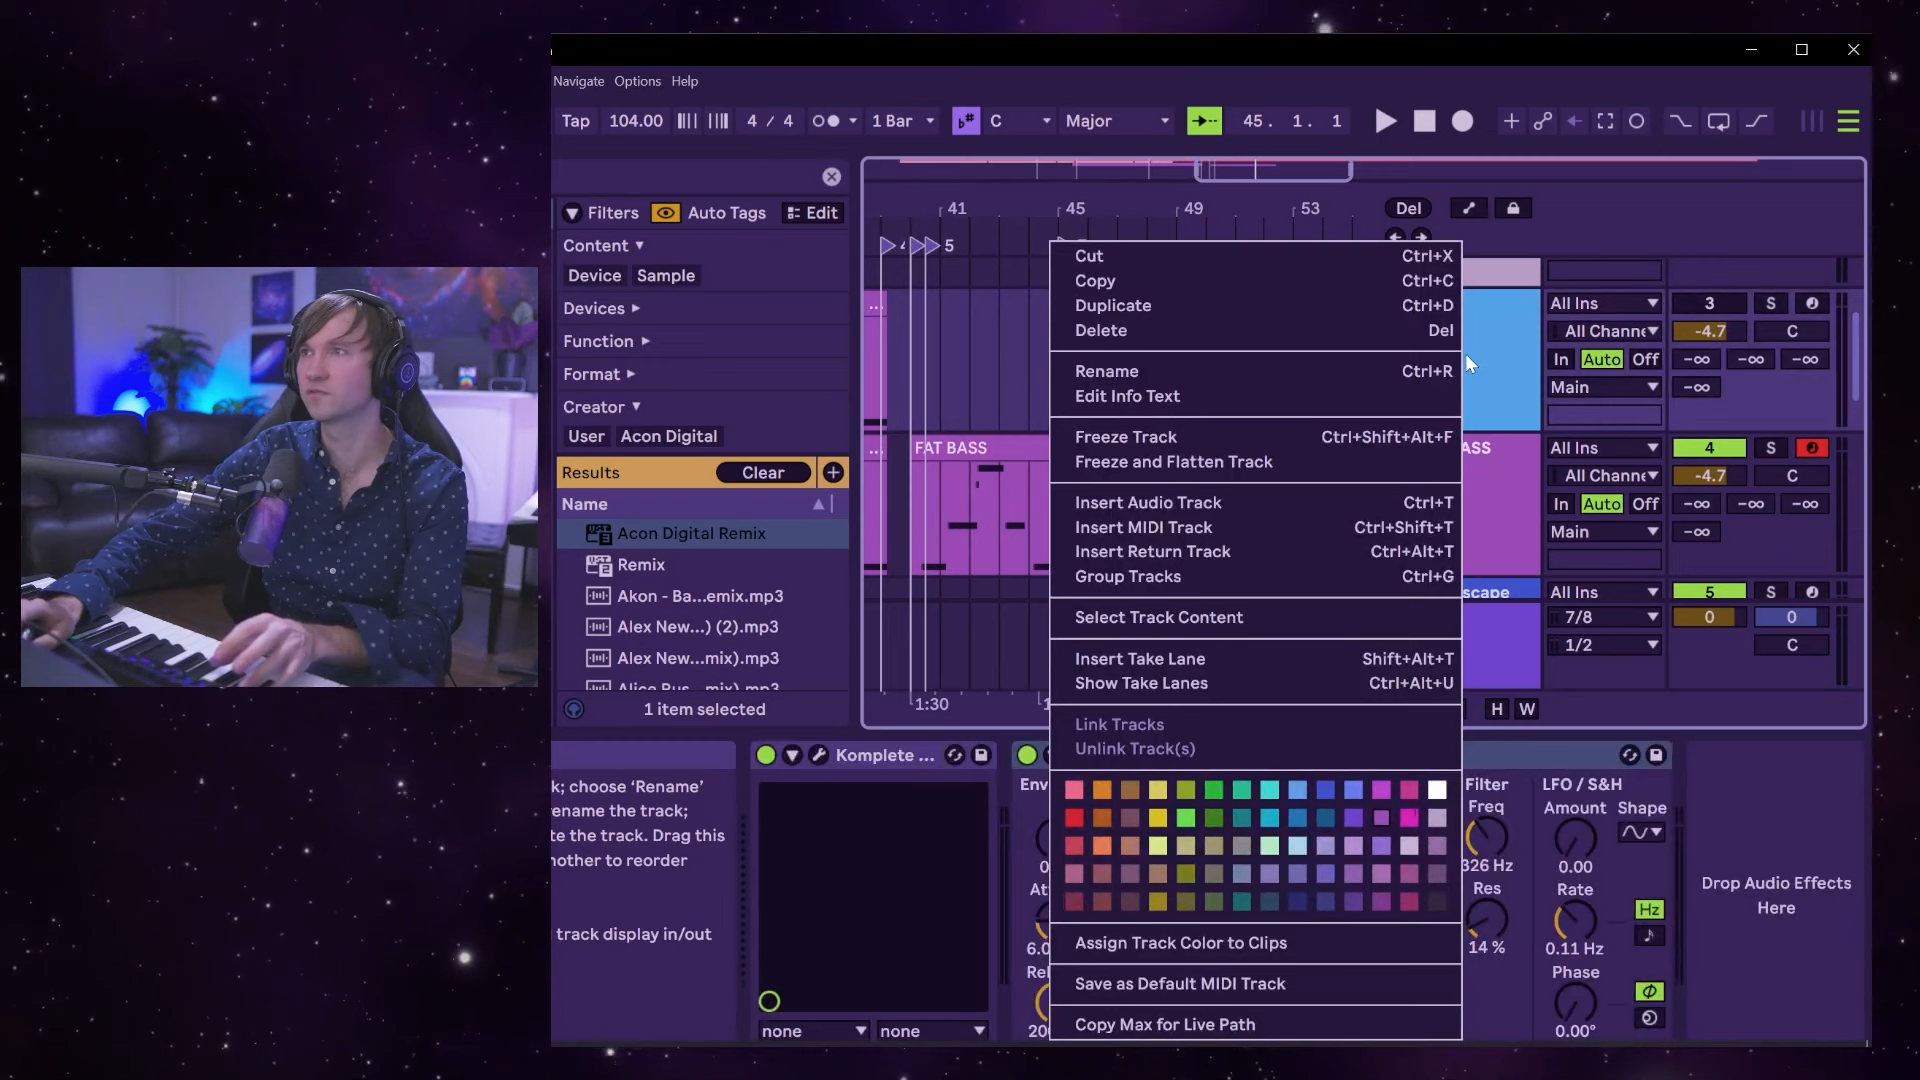 Navigate Options Help
Tap 104.00 4 / 4 1 Bar C Major 45. 1. 1
Filters Auto Tags Edit
Content
Device Sample
Devices
Function
Format
Creator
User Acon Digital
Results Clear
Name
Acon Digital Remix
Remix
Akon - Ba...emix.mp3
Alex New...) (2).mp3
Alex New...mix).mp3
Alice Rus...mix).mp3
1 item selected
41 45 49 53
Del
5
FAT BASS
1:30
H W
Cut Ctrl+X
Copy Ctrl+C
Duplicate Ctrl+D
Delete Del
Rename Ctrl+R
Edit Info Text
Freeze Track Ctrl+Shift+Alt+F
Freeze and Flatten Track
Insert Audio Track Ctrl+T
Insert MIDI Track Ctrl+Shift+T
Insert Return Track Ctrl+Alt+T
Group Tracks Ctrl+G
Select Track Content
Insert Take Lane Shift+Alt+T
Show Take Lanes Ctrl+Alt+U
Link Tracks
Unlink Track(s)
Assign Track Color to Clips
Save as Default MIDI Track
Copy Max for Live Path
All Ins 3 S
All Channe -4.7 C
In Auto Off -∞ -∞ -∞
Main -∞
ASS All Ins 4 S
All Channe -4.7 C
In Auto Off -∞ -∞ -∞
Main -∞
scape All Ins 5 S
7/8 0 0
1/2 C
k; choose ‘Rename’
ename the track;
te the track. Drag this
nother to reorder
track display in/out
Komplete ...
none none
Env
At
6.0
Rel
200
Filter
Freq
326 Hz
Res
14 %
LFO / S&H
Amount Shape
0.00
Rate
Hz
0.11 Hz
Phase
0.00°
Drop Audio Effects
Here